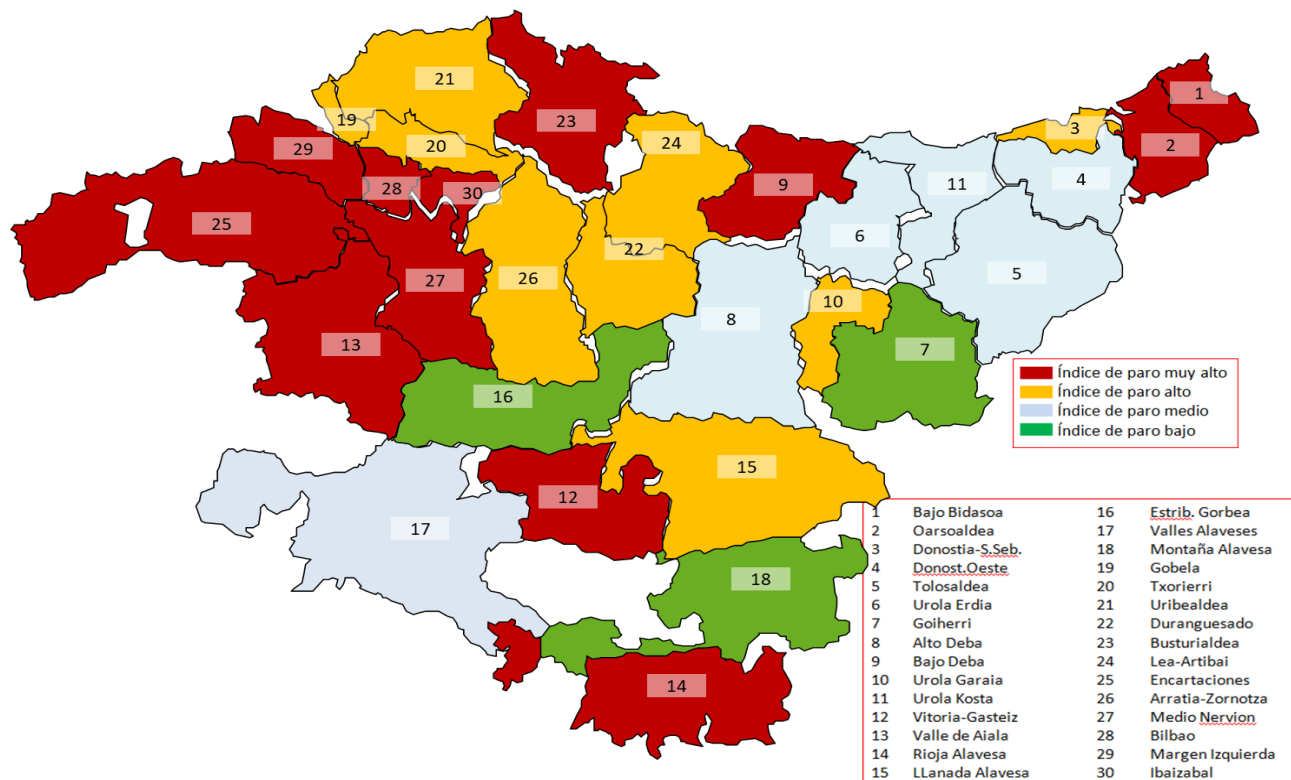 21
23
1
19
3
24
2
20
29
4
9
11
28
30
25
6
22
5
27
26
10
8
13
7
16
15
12
17
18
14
Índice de paro muy alto
Índice de paro alto
Índice de paro medio
Índice de paro bajo
1 Bajo Bidasoa 16 Estrib. Gorbea
2 Oarsoaldea 17 Valles Alaveses
3 Donostia-S.Seb. 18 Montaña Alavesa
4 Donost.Oeste 19 Gobela
5 Tolosaldea 20 Txorierri
6 Urola Erdia 21 Uribealdea
7 Goiherri 22 Duranguesado
8 Alto Deba 23 Busturialdea
9 Bajo Deba 24 Lea-Artibai
10 Urola Garaia 25 Encartaciones
11 Urola Kosta 26 Arratia-Zornotza
12 Vitoria-Gasteiz 27 Medio Nervion
13 Valle de Aiala 28 Bilbao
14 Rioja Alavesa 29 Margen Izquierda
15 LLanada Alavesa 30 Ibaizabal